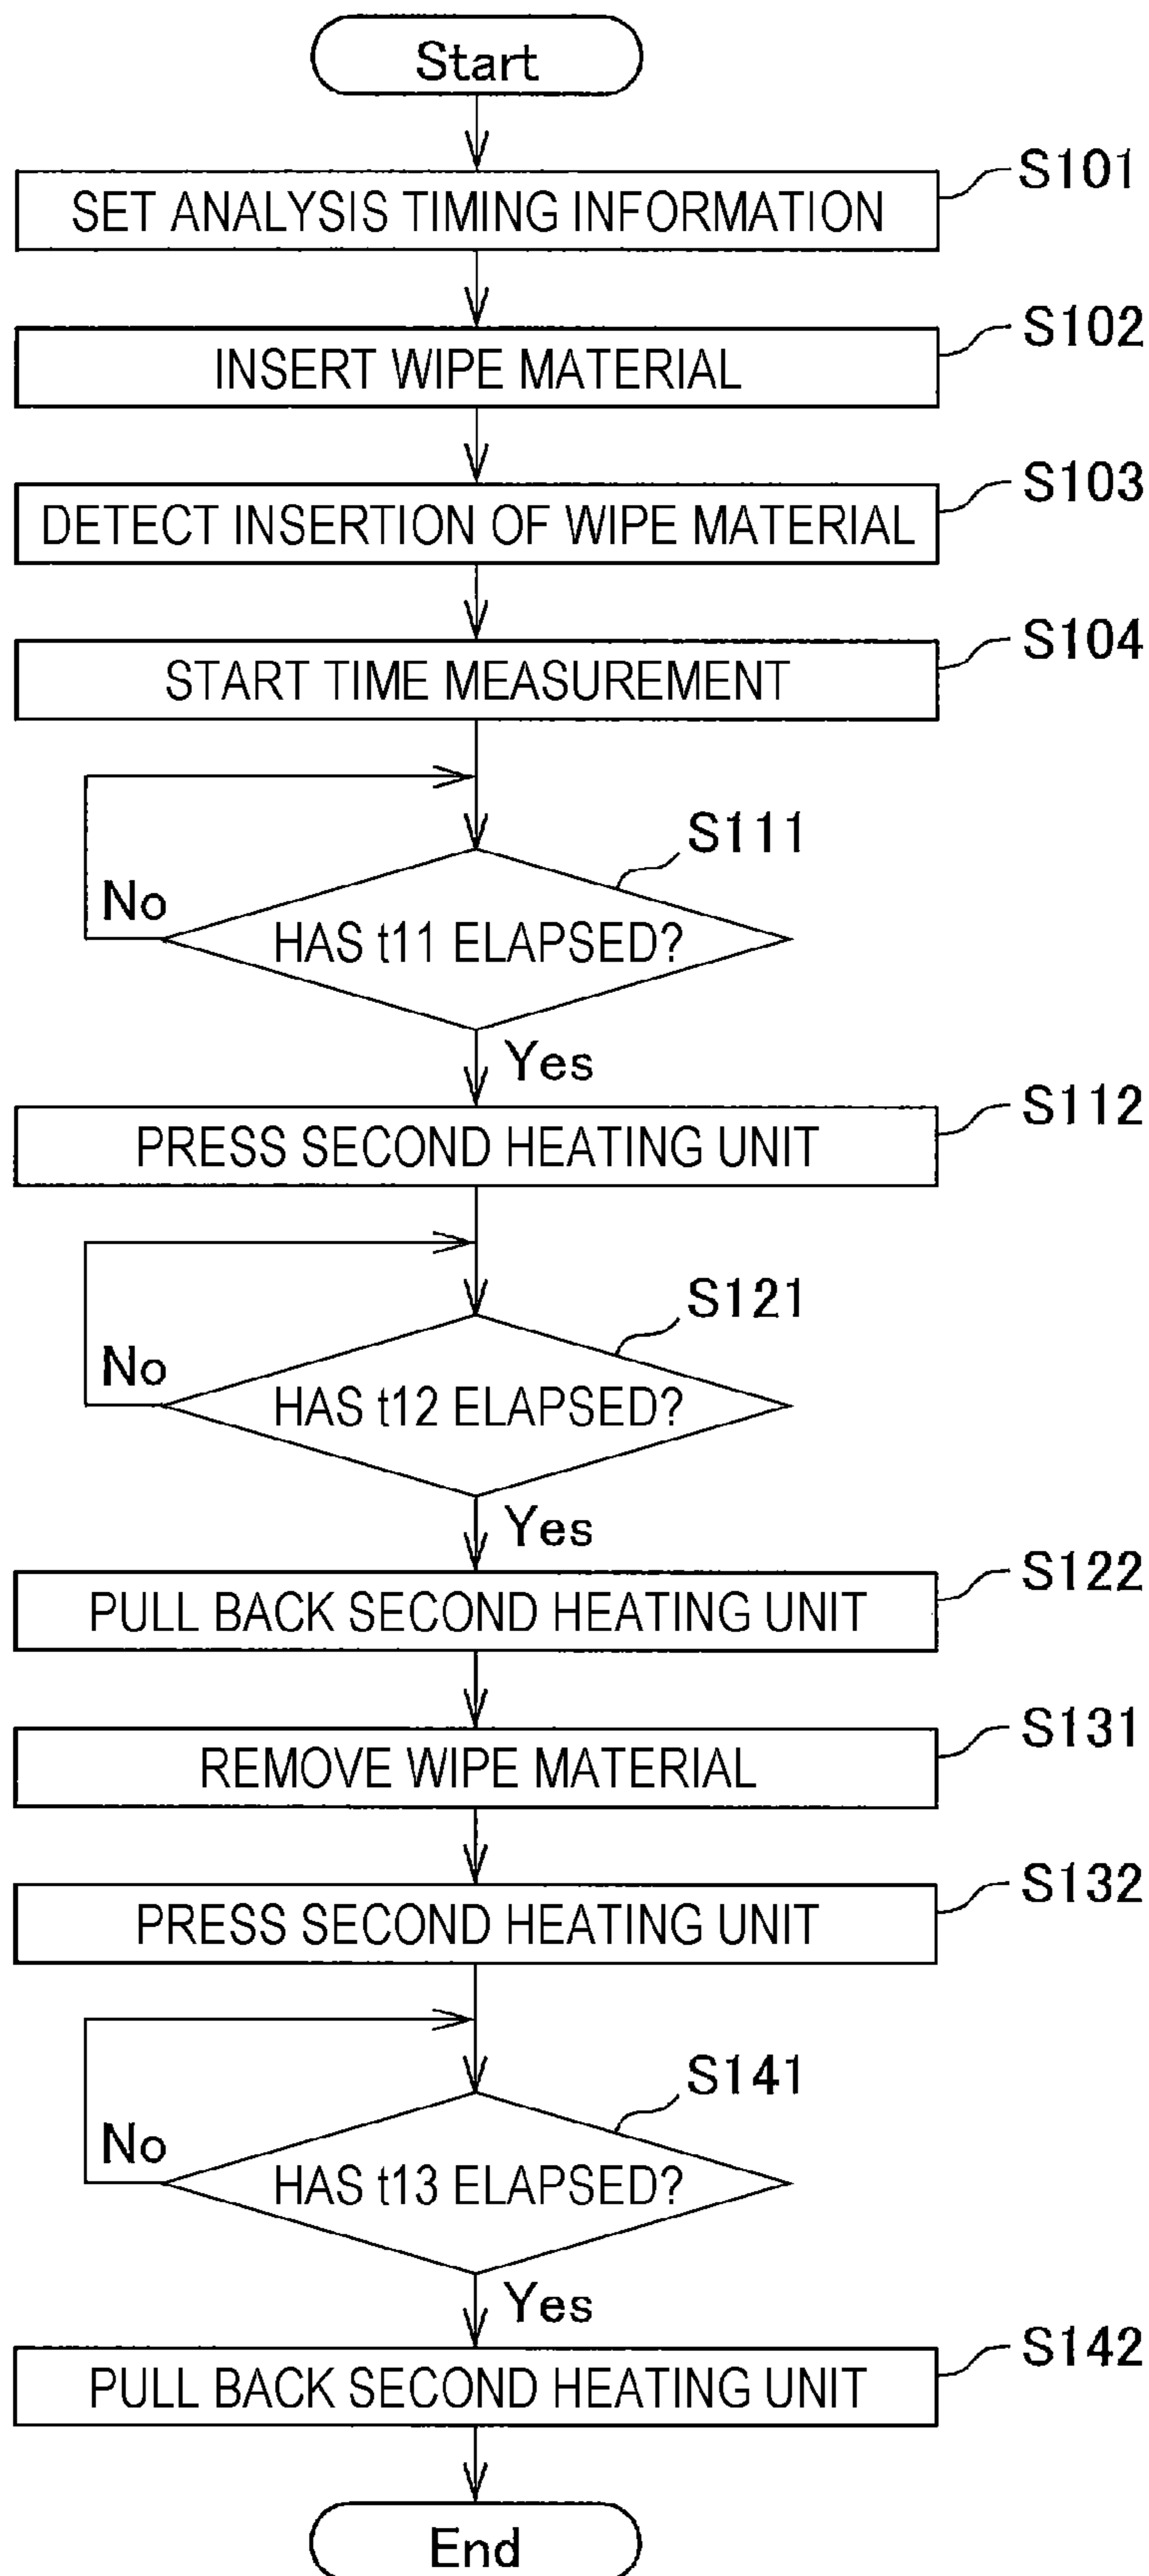 Start
S101
SET ANALYSIS TIMING INFORMATION
S102
INSERT WIPE MATERIAL
S103
DETECT INSERTION OF WIPE MATERIAL
S104
START TIME MEASUREMENT
S111
No
HAS t11 ELAPSED?
Yes
S112
PRESS SECOND HEATING UNIT
S121
No
HAS t12 ELAPSED?
Yes
S122
PULL BACK SECOND HEATING UNIT
S131
REMOVE WIPE MATERIAL
S132
PRESS SECOND HEATING UNIT
S141
No
HAS t13 ELAPSED?
Yes
S142
PULL BACK SECOND HEATING UNIT
End